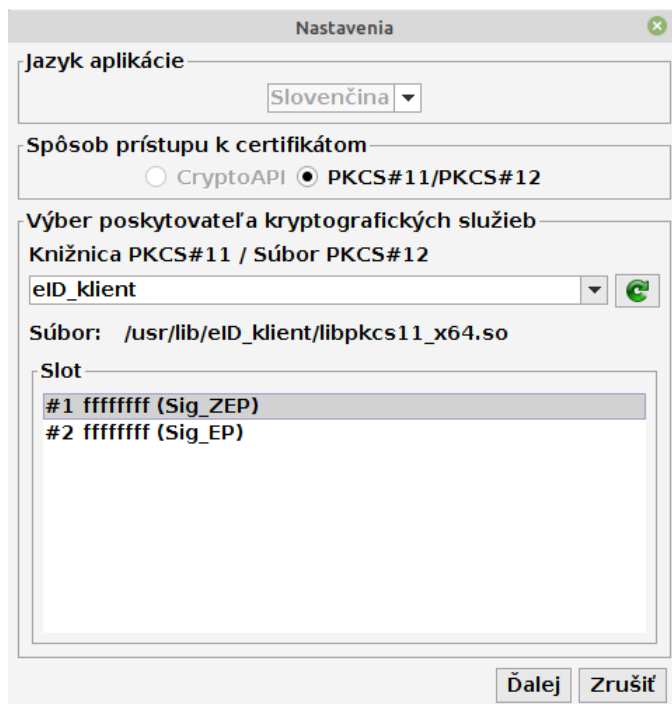 Nastavenia
Jazyk aplikácie
Slovenčina
Spôsob prístupu k certifikátom
CryptoAPI PKCS#11/PKCS#12
Výber poskytovateľa kryptografických služieb
Knižnica PKCS#11 / Súbor PKCS#12
eID_klient
Súbor: /usr/lib/eID_klient/libpkcs11_x64.so
Slot
#1 ffffffff (Sig_ZEP)
#2 ffffffff (Sig_EP)
Ďalej Zrušiť